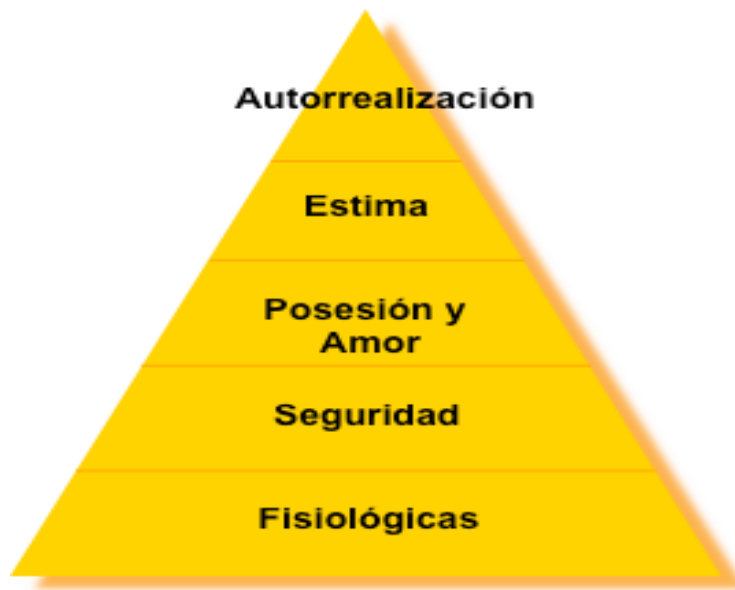 Autorrealización
Estima
Posesión y
Amor
Seguridad
Fisiológicas